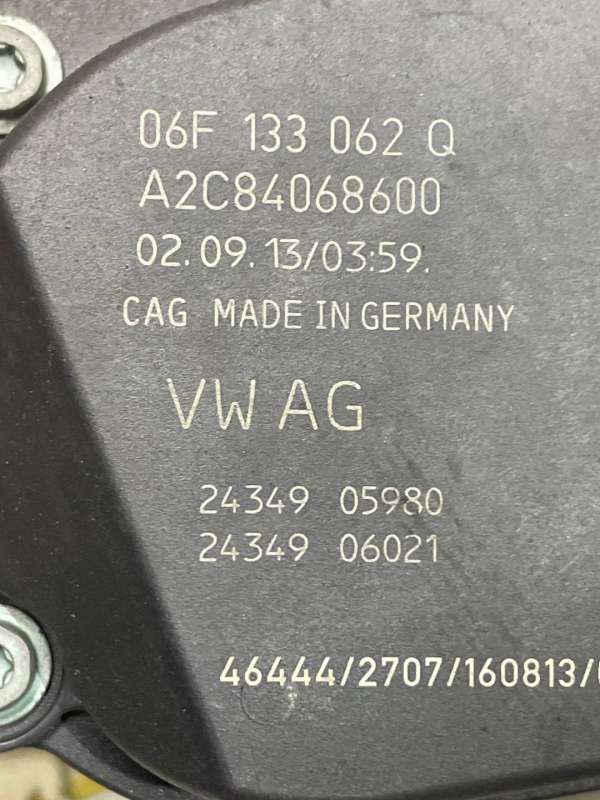 06F 133 062 Q
A2C84068600
02.09.13/03:59.
CAG MADE IN GERMANY
VW AG
24349 05980
24349 06021
46444/2707/160813/